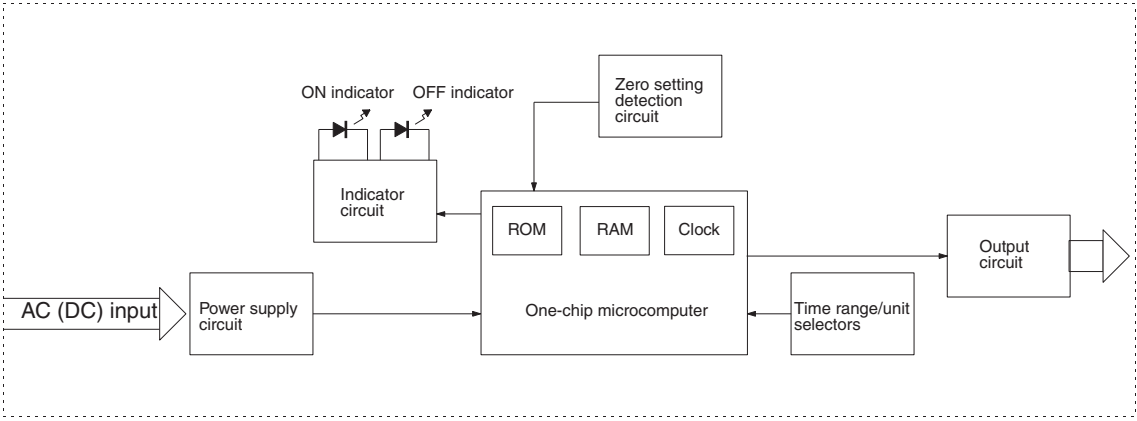 Zero setting
detection
circuit
ON indicator
OFF indicator
Indicator
circuit
ROM
RAM
Clock
Output
circuit
AC (DC) input
Power supply
circuit
One-chip microcomputer
Time range/unit
selectors